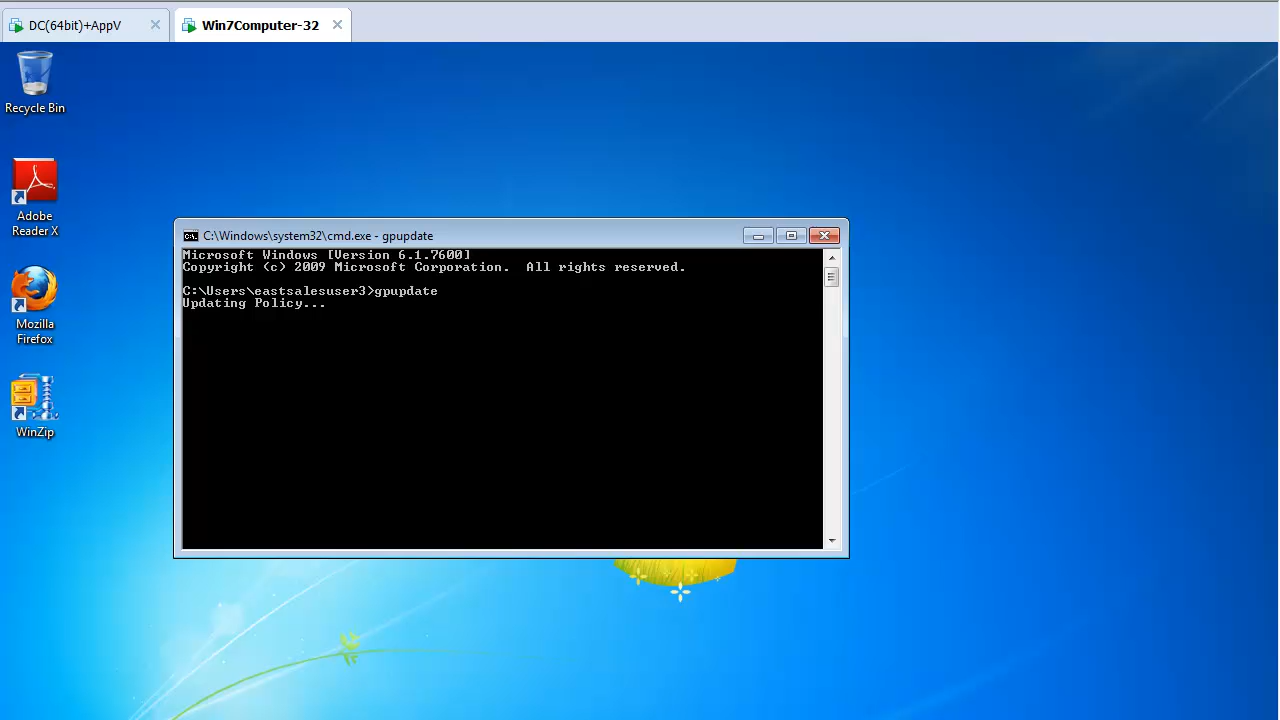 DC(64bit)+AppV
Win7Computer-32
Recycle Bin
Adobe
Reader X
Mozilla
Firefox
WinZip
C:\Windows\system32\cmd.exe - gpupdate
Microsoft Windows [Version 6.1.7600]
Copyright (c) 2009 Microsoft Corporation.  All rights reserved.
C:\Users\eastsalesuser3>gpupdate
Updating Policy...